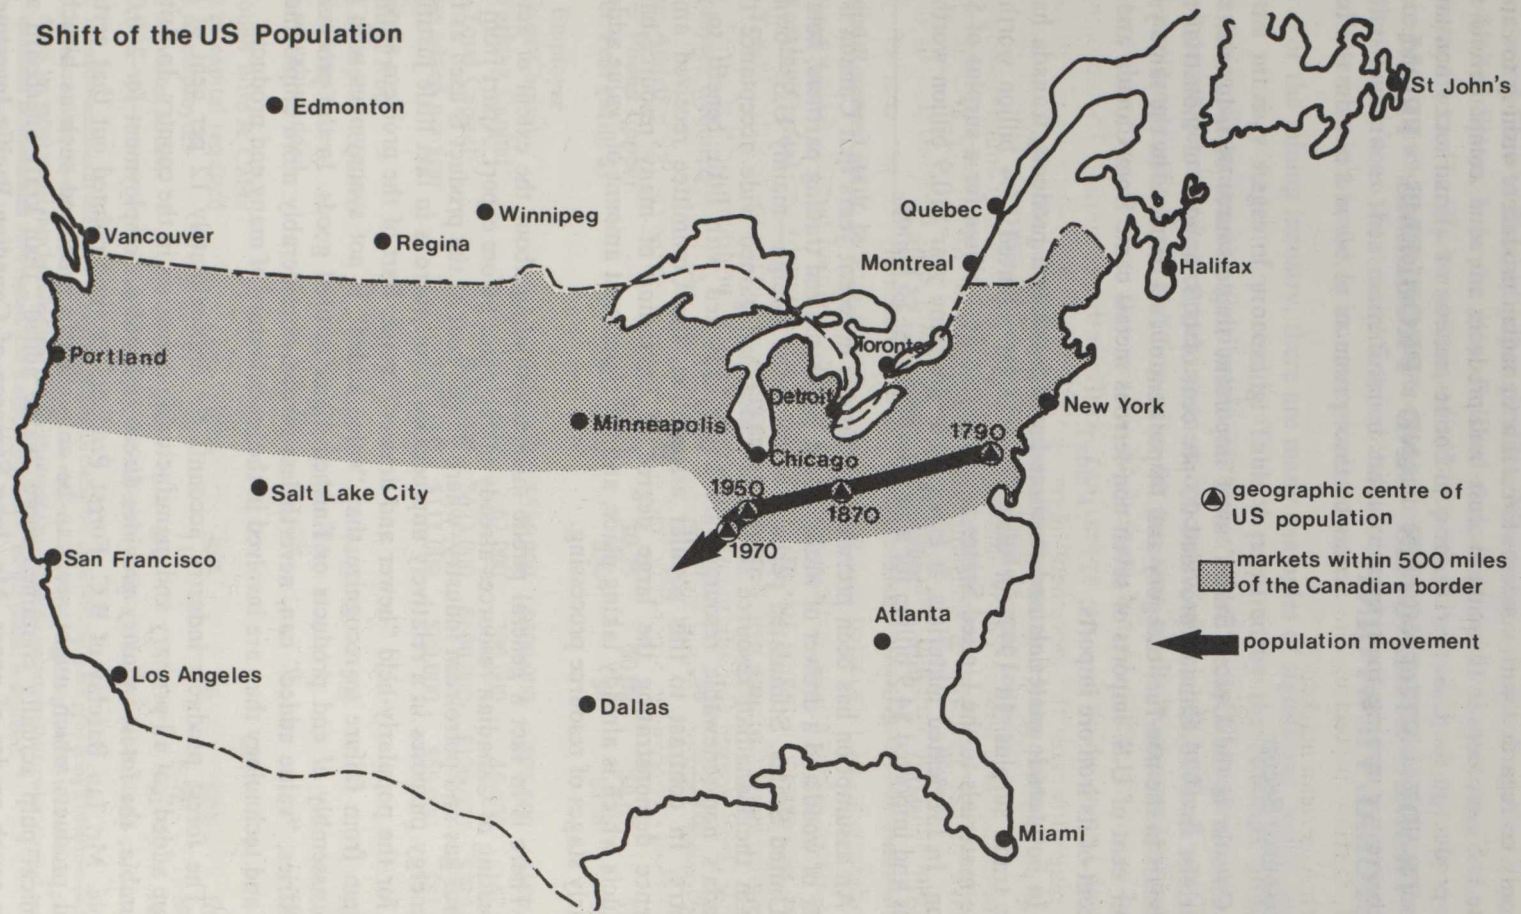 Shift of the US Population
Edmonton
St John's
Winnipeg
Quebec
Vancouver
Regina
Montreal
Halifax
Toronto
Portland
Detroit
New York
Minneapolis
1790
Chicago
Salt Lake City
1950
1870
geographic centre of
US population
1970
San Francisco
markets within 500 miles
of the Canadian border
Atlanta
population movement
Los Angeles
Dallas
Miami